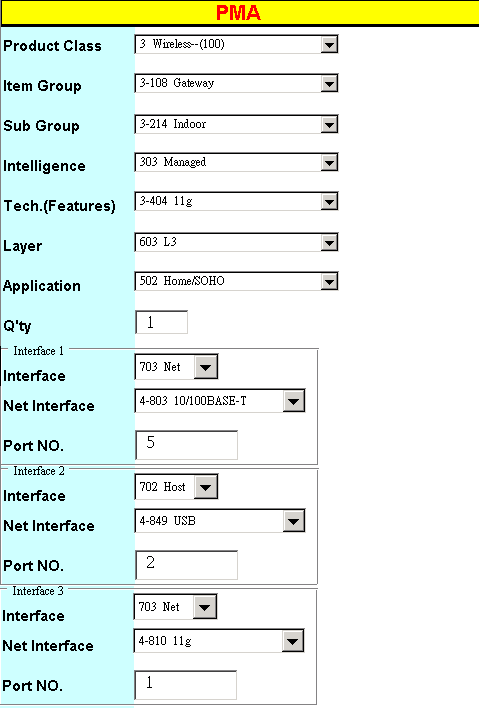 PMA
Product Class 3 Wireless--(100)
Item Group 3-108 Gateway
Sub Group 3-214 Indoor
Intelligence 303 Managed
Tech.(Features) 3-404 11g
Layer 603 L3
Application 502 Home/SOHO
Q'ty 1
Interface 1
Interface 703 Net
Net Interface 4-803 10/100BASE-T
Port NO. 5
Interface 2
Interface 702 Host
Net Interface 4-849 USB
Port NO. 2
Interface 3
Interface 703 Net
Net Interface 4-810 11g
Port NO. 1